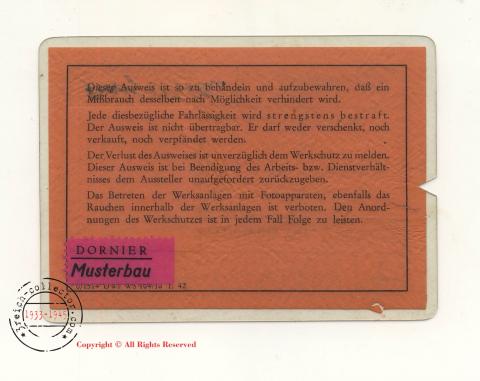 Dieser Ausweis ist so zu behandeln und aufzubewahren, daß ein
Mißbrauch desselben nach Möglichkeit verhindert wird.
Jede diesbezügliche Fahrlässigkeit wird strengstens bestraft.
Der Ausweis ist nicht übertragbar. Er darf weder verschenkt, noch
verkauft, noch verpfändet werden.
Der Verlust des Ausweises ist unverzüglich dem Werkschutz zu melden.
Dieser Ausweis ist bei Beendigung des Arbeits- bzw. Dienstverhält-
nisses dem Aussteller unaufgefordert zurückzugeben.
Das Betreten der Werksanlagen mit Fotoapparaten, ebenfalls das
Rauchen innerhalb der Werksanlagen ist verboten. Den Anord-
nungen des Werkschutzes ist in jedem Fall Folge zu leisten.
DORNIER
Musterbau
42
3reich-collector.com
1933-1945
Copyright © All Rights Reserved